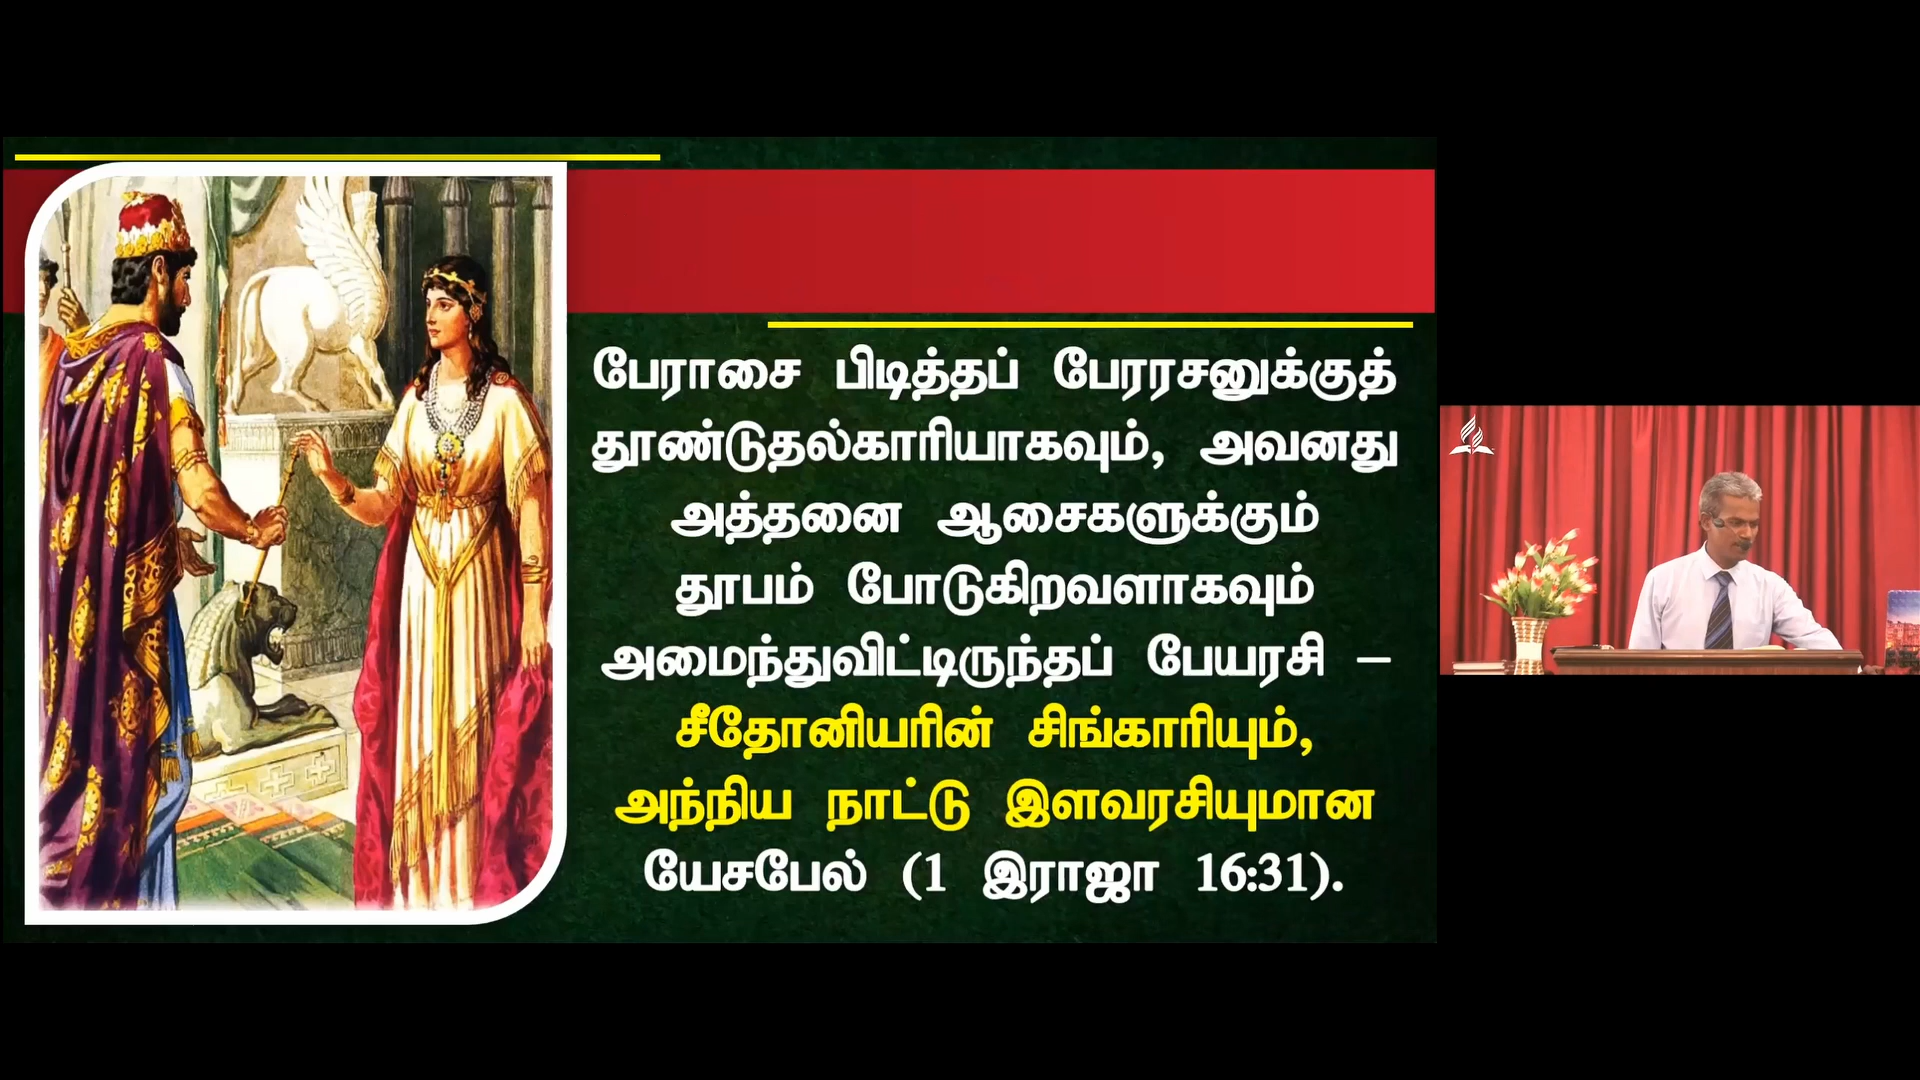 பேராசை பிடித்தப் பேரரசனுக்குத்
தூண்டுதல்காரியாகவும், அவனது
அத்தனை ஆசைகளுக்கும்
தூபம் போடுகிறவளாகவும்
அமைந்துவிட்டிருந்தப் பேயரசி –
சீதோனியரின் சிங்காரியும்,
அந்நிய நாட்டு இளவரசியுமான
யேசபேல் (1 இராஜா 16:31).